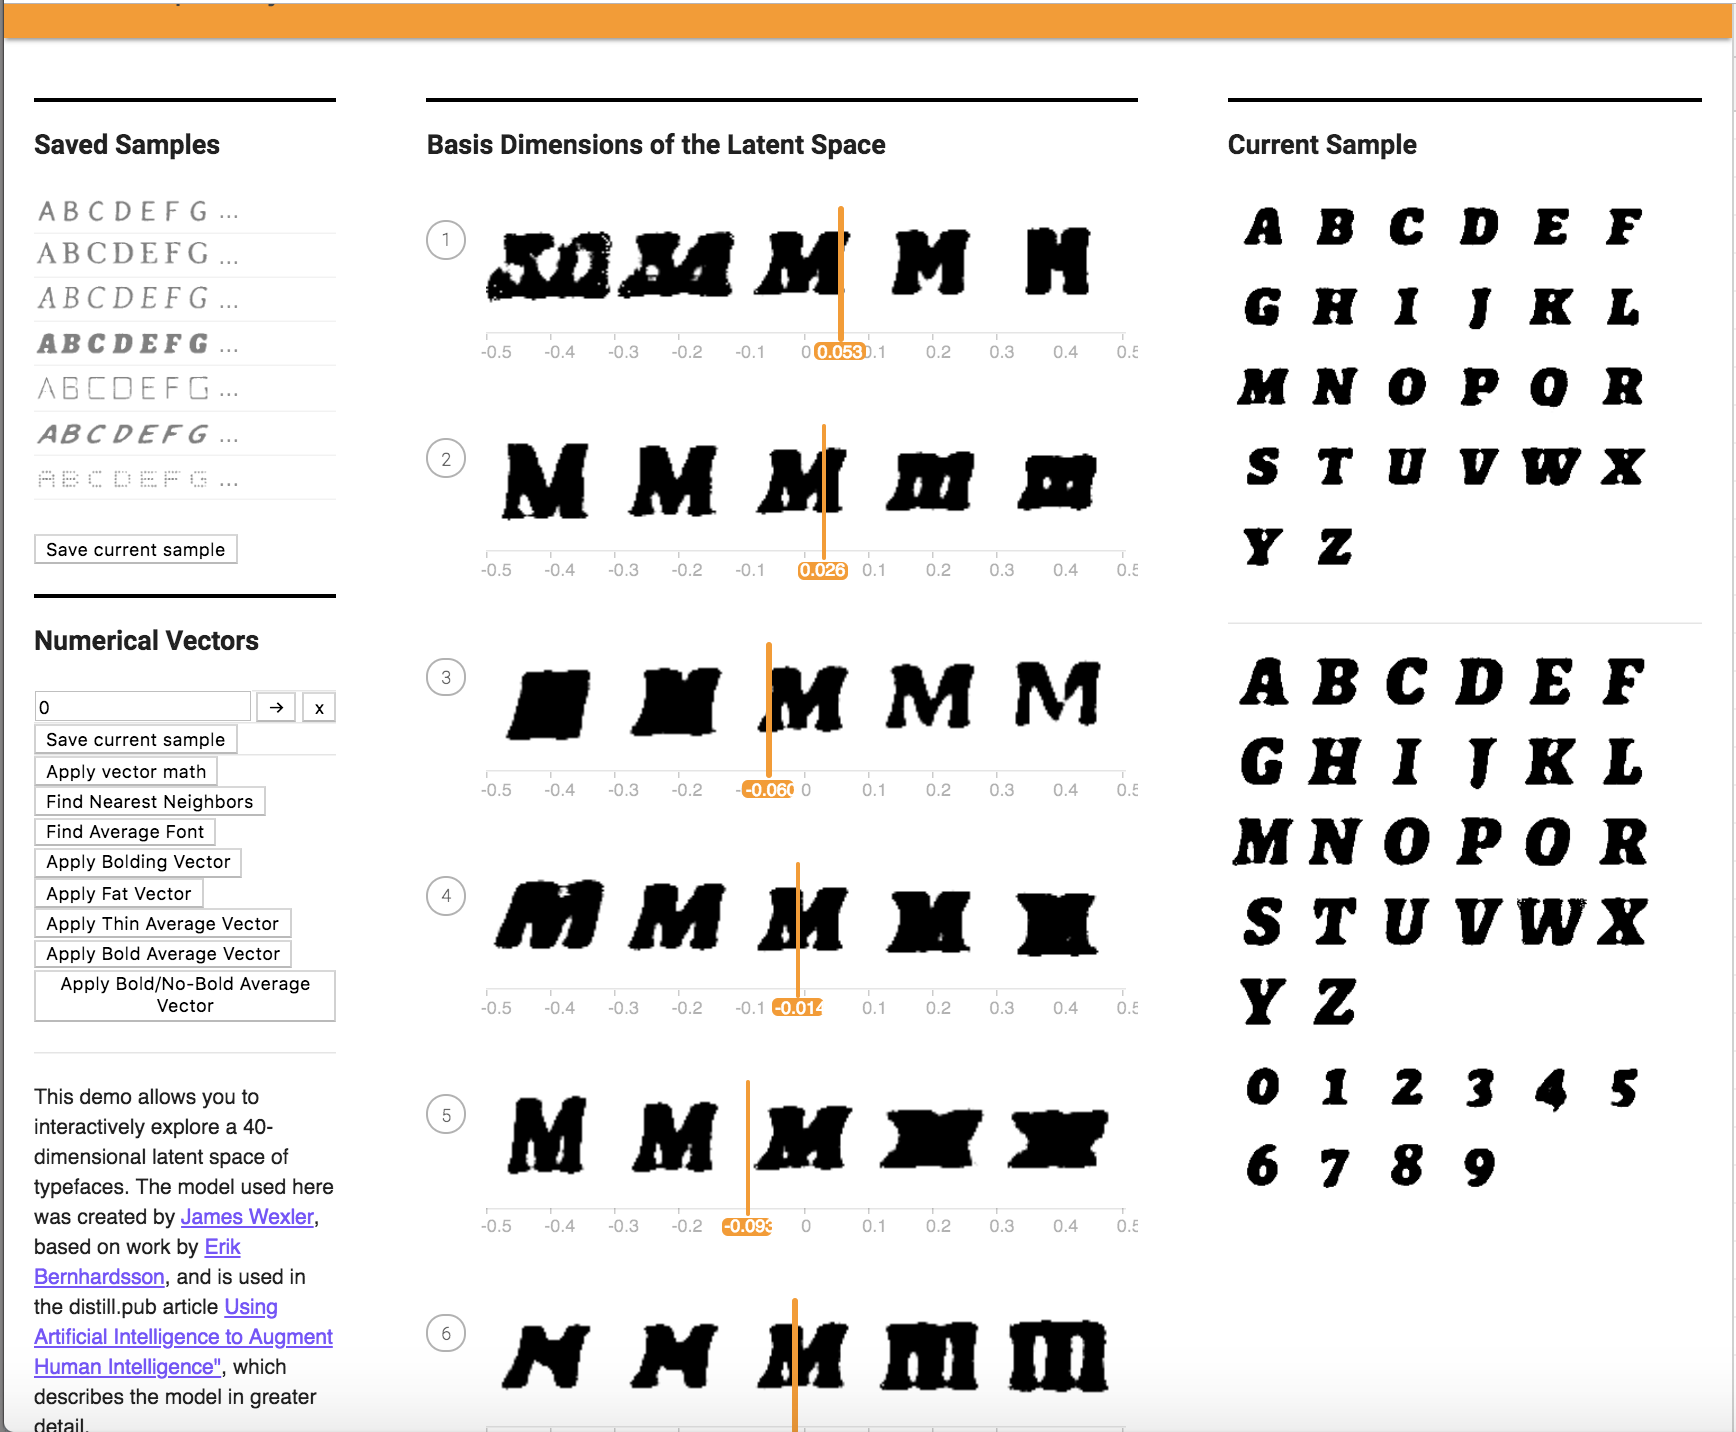 Saved Samples
A B C D E F G ...
A B C D E F G ...
A B C D E F G ...
A B C D E F G ...
A B C D E F G ...
A B C D E F G ...
A B C D E F G ...
Save current sample
Numerical Vectors
0 → x
Save current sample
Apply vector math
Find Nearest Neighbors
Find Average Font
Apply Bolding Vector
Apply Fat Vector
Apply Thin Average Vector
Apply Bold Average Vector
Apply Bold/No-Bold Average
Vector
This demo allows you to
interactively explore a 40-
dimensional latent space of
typefaces. The model used here
was created by James Wexler,
based on work by Erik
Bernhardsson, and is used in
the distill.pub article Using
Artificial Intelligence to Augment
Human Intelligence", which
describes the model in greater
detail.
Basis Dimensions of the Latent Space
1 M M M
-0.5 -0.4 -0.3 -0.2 -0.1 0 0.053 0.1 0.2 0.3 0.4 0.5
2 M M M m m
-0.5 -0.4 -0.3 -0.2 -0.1 0.026 0.1 0.2 0.3 0.4 0.5
3 M M M M
-0.5 -0.4 -0.3 -0.2 -0.060 0 0.1 0.2 0.3 0.4 0.5
4 M M M M
-0.5 -0.4 -0.3 -0.2 -0.1 -0.014 0.1 0.2 0.3 0.4 0.5
5 M M M
-0.5 -0.4 -0.3 -0.2 -0.093 0 0.1 0.2 0.3 0.4 0.5
6 M M M m m
Current Sample
A B C D E F
G H I J K L
M N O P Q R
S T U V W X
Y Z
A B C D E F
G H I J K L
M N O P Q R
S T U V W X
Y Z
0 1 2 3 4 5
6 7 8 9